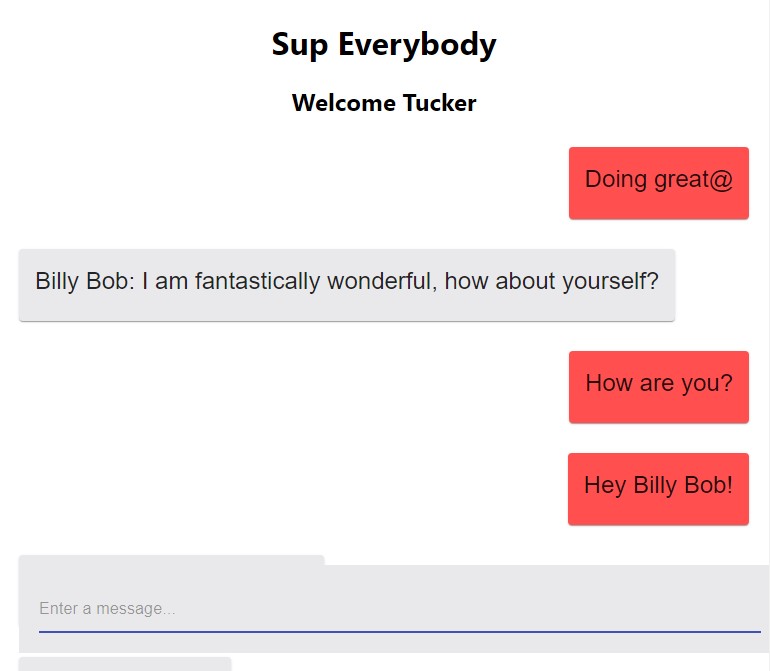 Sup Everybody
Welcome Tucker
Doing great@
Billy Bob: I am fantastically wonderful, how about yourself?
How are you?
Hey Billy Bob!
Enter a message...